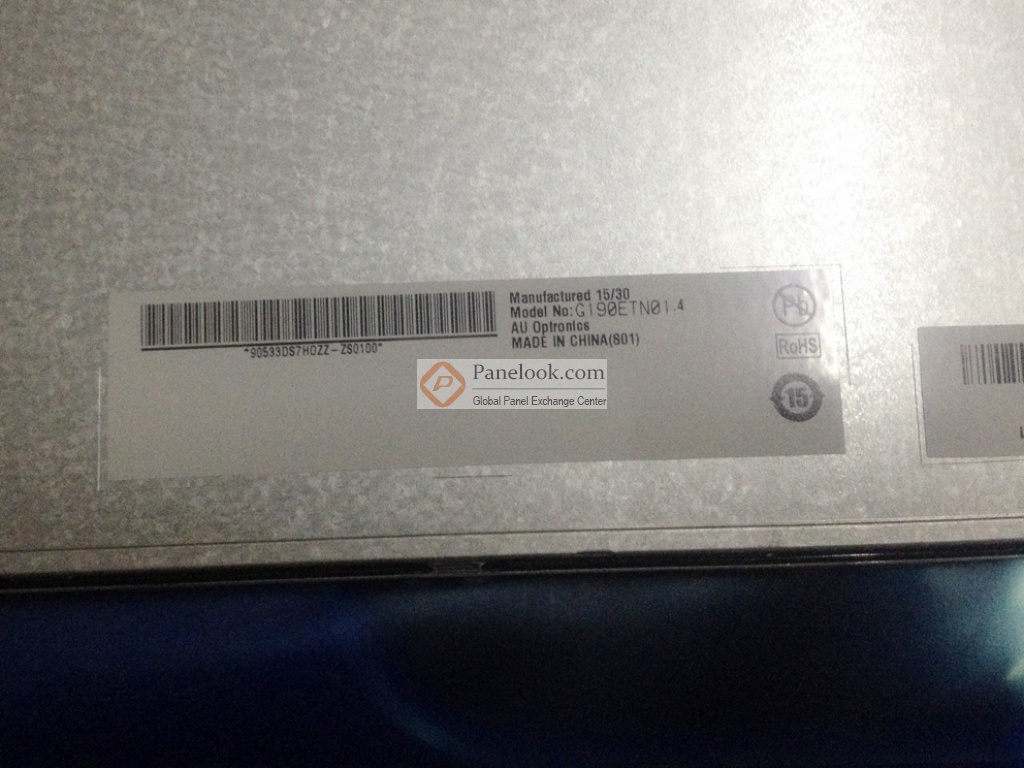 Manufactured 15/30
Model No:G190ETN01.4
AU Optronics
MADE IN CHINA(S01)
*90533DS7HDZZ-ZS0100*
Pb
RoHS
15
P
Panelook.com
Global Panel Exchange Center